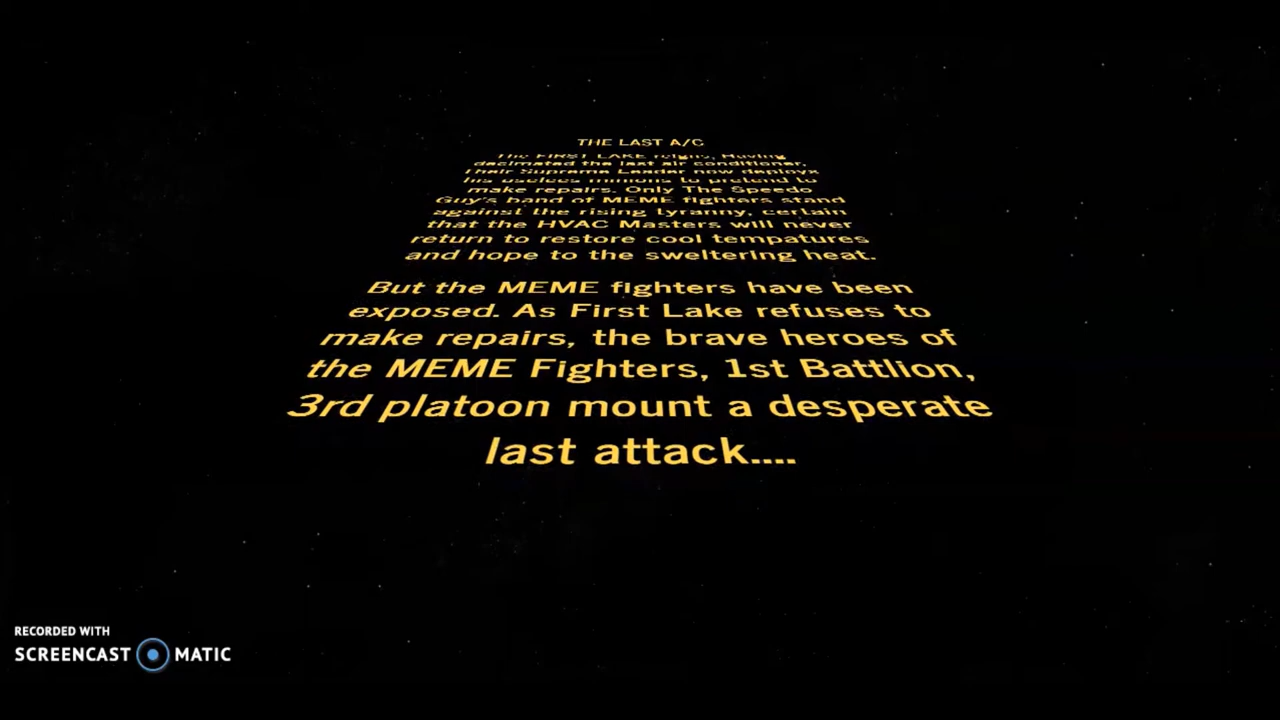 THE LAST A/C
The FIRST LAKE reigns, Having
decimated the last air conditioner,
Their Supreme Leader now deploys
his useless minions to pretend to
make repairs. Only The Speedo
Guy's band of MEME fighters stand
against the rising tyranny, certain
that the HVAC Masters will never
return to restore cool tempatures
and hope to the sweltering heat.
But the MEME fighters have been
exposed. As First Lake refuses to
make repairs, the brave heroes of
the MEME Fighters, 1st Battlion,
3rd platoon mount a desperate
last attack....
RECORDED WITH
SCREENCAST MATIC